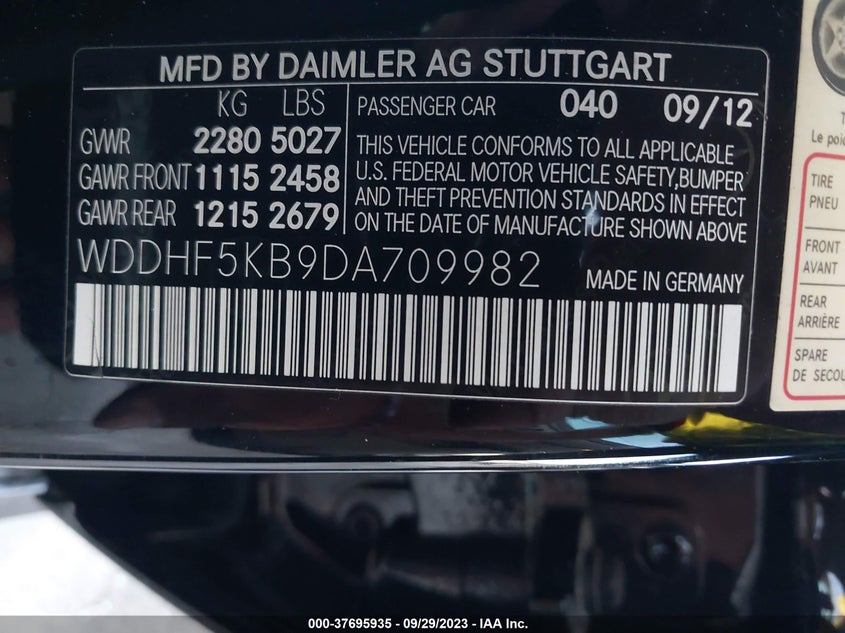 MFD BY DAIMLER AG STUTTGART
KG LBS
GVWR 2280 5027
GAWR FRONT 1115 2458
GAWR REAR 1215 2679
PASSENGER CAR 040 09/12
THIS VEHICLE CONFORMS TO ALL APPLICABLE
U.S. FEDERAL MOTOR VEHICLE SAFETY,BUMPER
AND THEFT PREVENTION STANDARDS IN EFFECT
ON THE DATE OF MANUFACTURE SHOWN ABOVE
WDDHF5KB9DA709982
MADE IN GERMANY
Le
TIRE
PNEU
FRONT
AVANT
REAR
ARRIÈRE
SPARE
DE
000-37695935 - 09/29/2023 - IAA Inc.